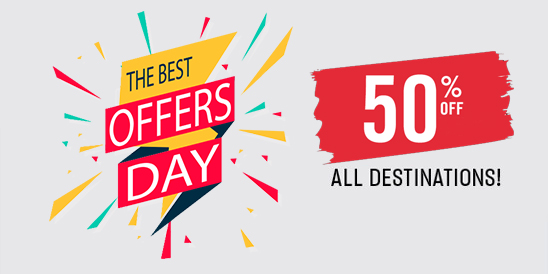 THE BEST
OFFERS
DAY
50%
OFF
ALL DESTINATIONS!